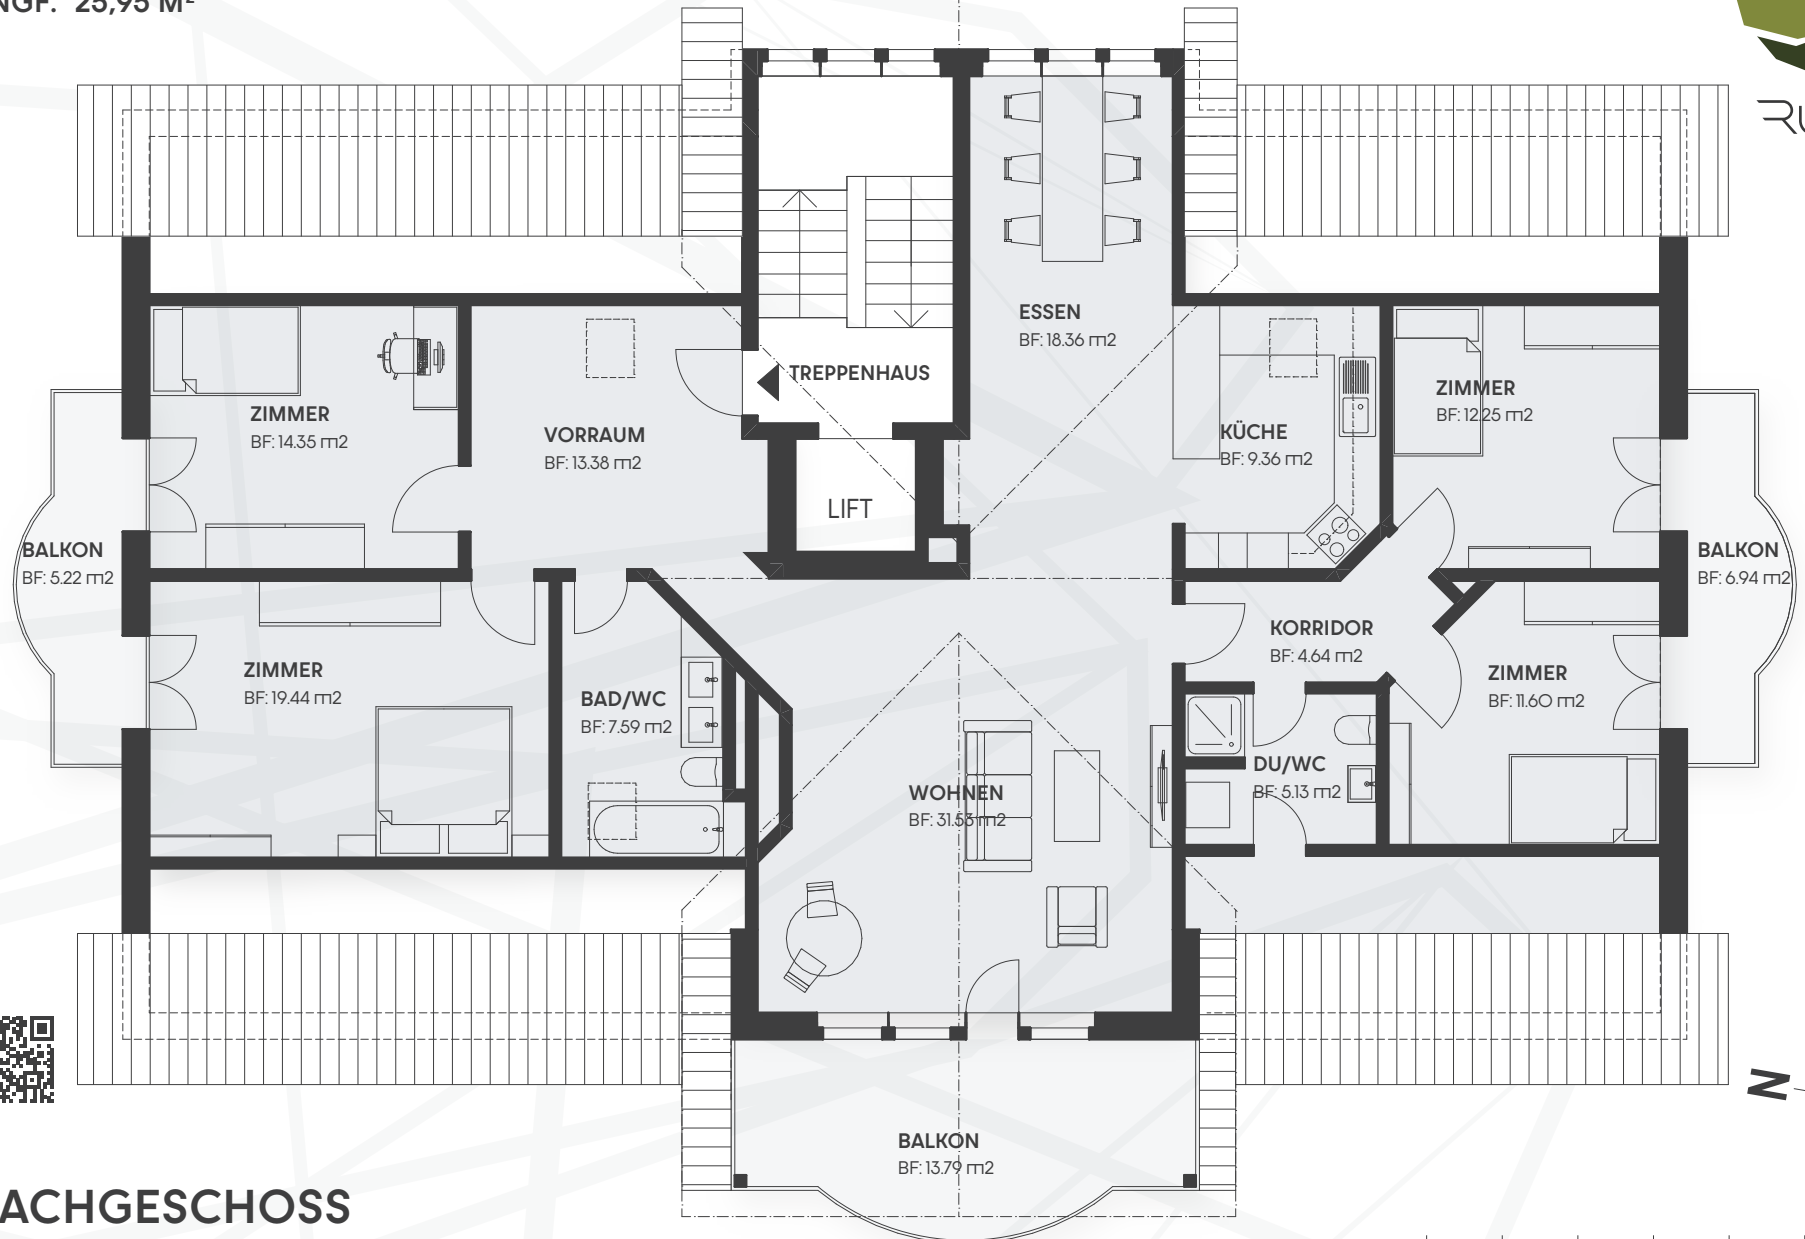 25,95 M²
ESSEN
BF: 18.36 m2
TREPPENHAUS
ZIMMER
BF: 12.25 m2
ZIMMER
BF: 14.35 m2
VORRAUM
BF: 13.38 m2
KÜCHE
BF: 9.36 m2
LIFT
BALKON
BF: 5.22 m2
BALKON
BF: 6.94 m2
ZIMMER
BF: 19.44 m2
KORRIDOR
BF: 4.64 m2
BAD/WC
BF: 7.59 m2
ZIMMER
BF: 11.60 m2
DU/WC
BF: 5.13 m2
WOHNEN
BF: 31.53 m2
N
BALKON
BF: 13.79 m2
ACHGESCHOSS